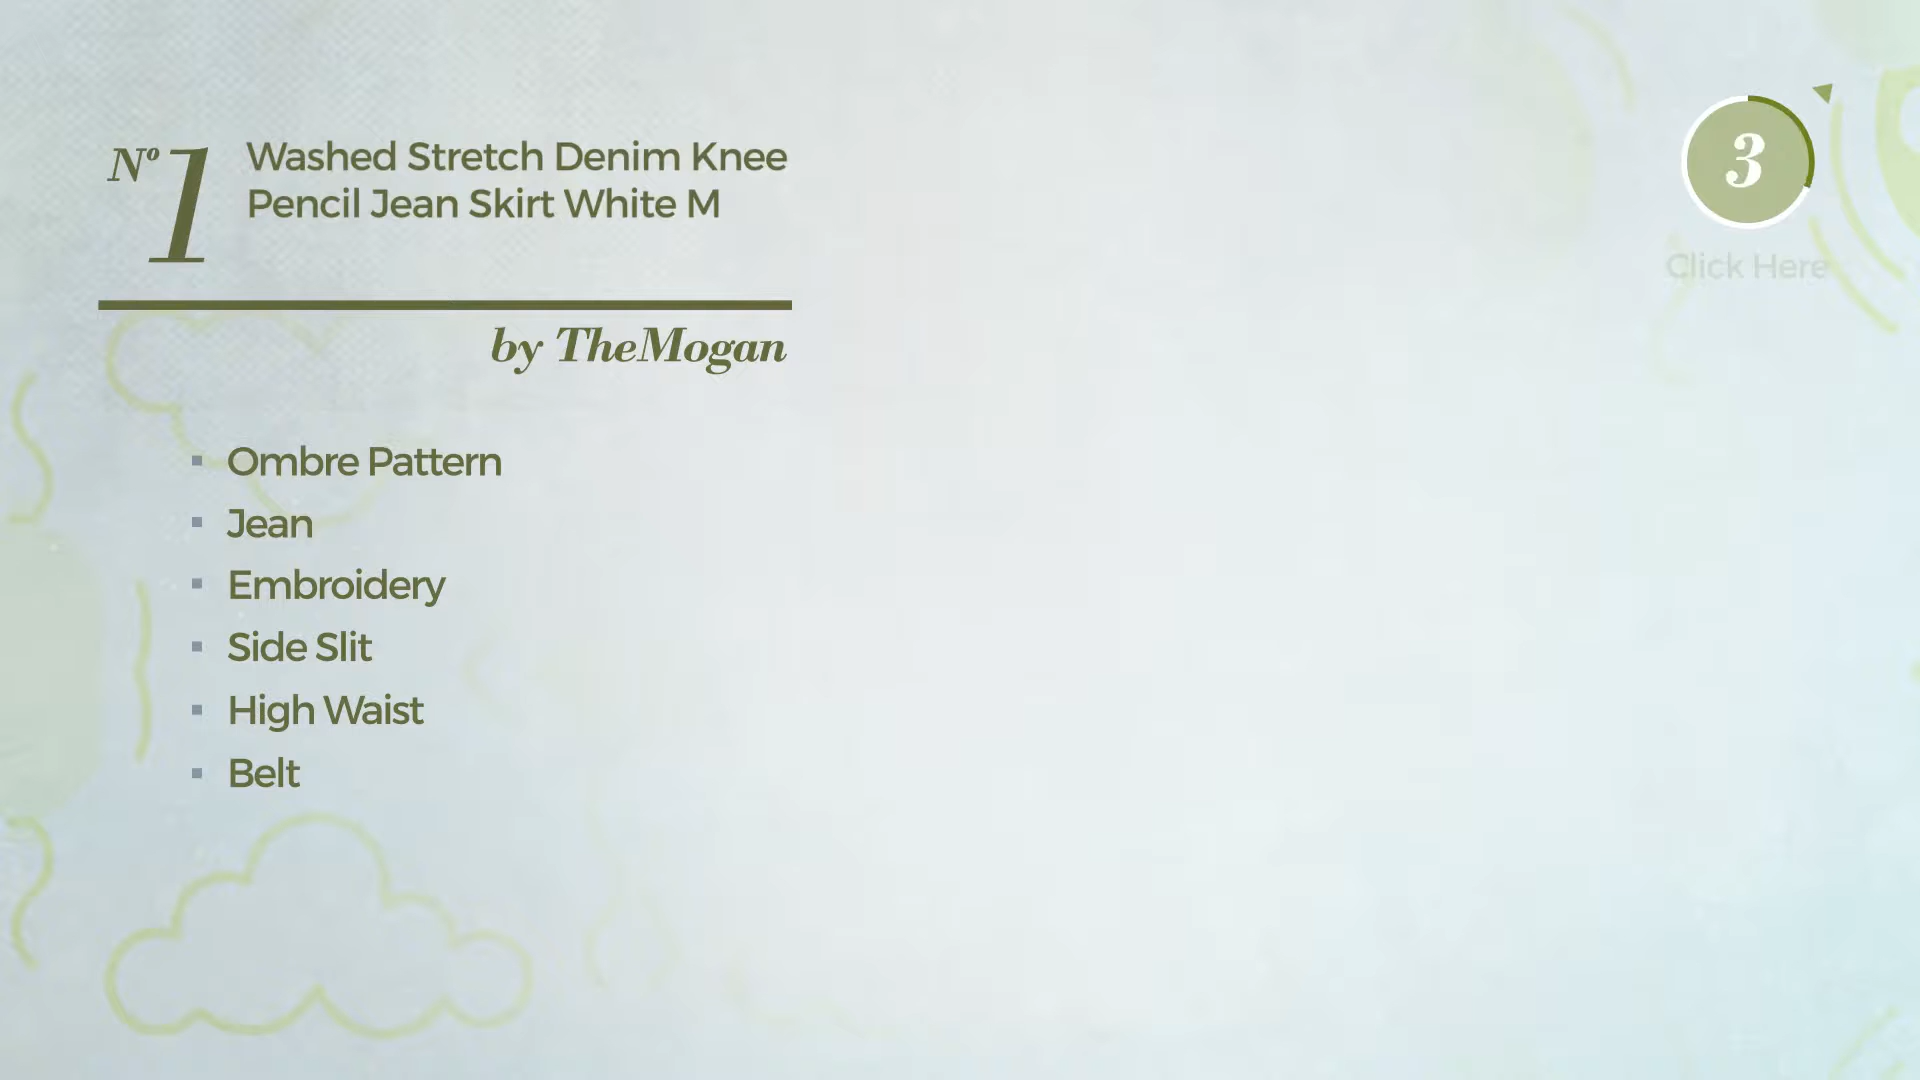 Nº 1
Washed Stretch Denim Knee
Pencil Jean Skirt White M
by TheMogan
3
Click Here
Ombre Pattern
Jean
Embroidery
Side Slit
High Waist
Belt